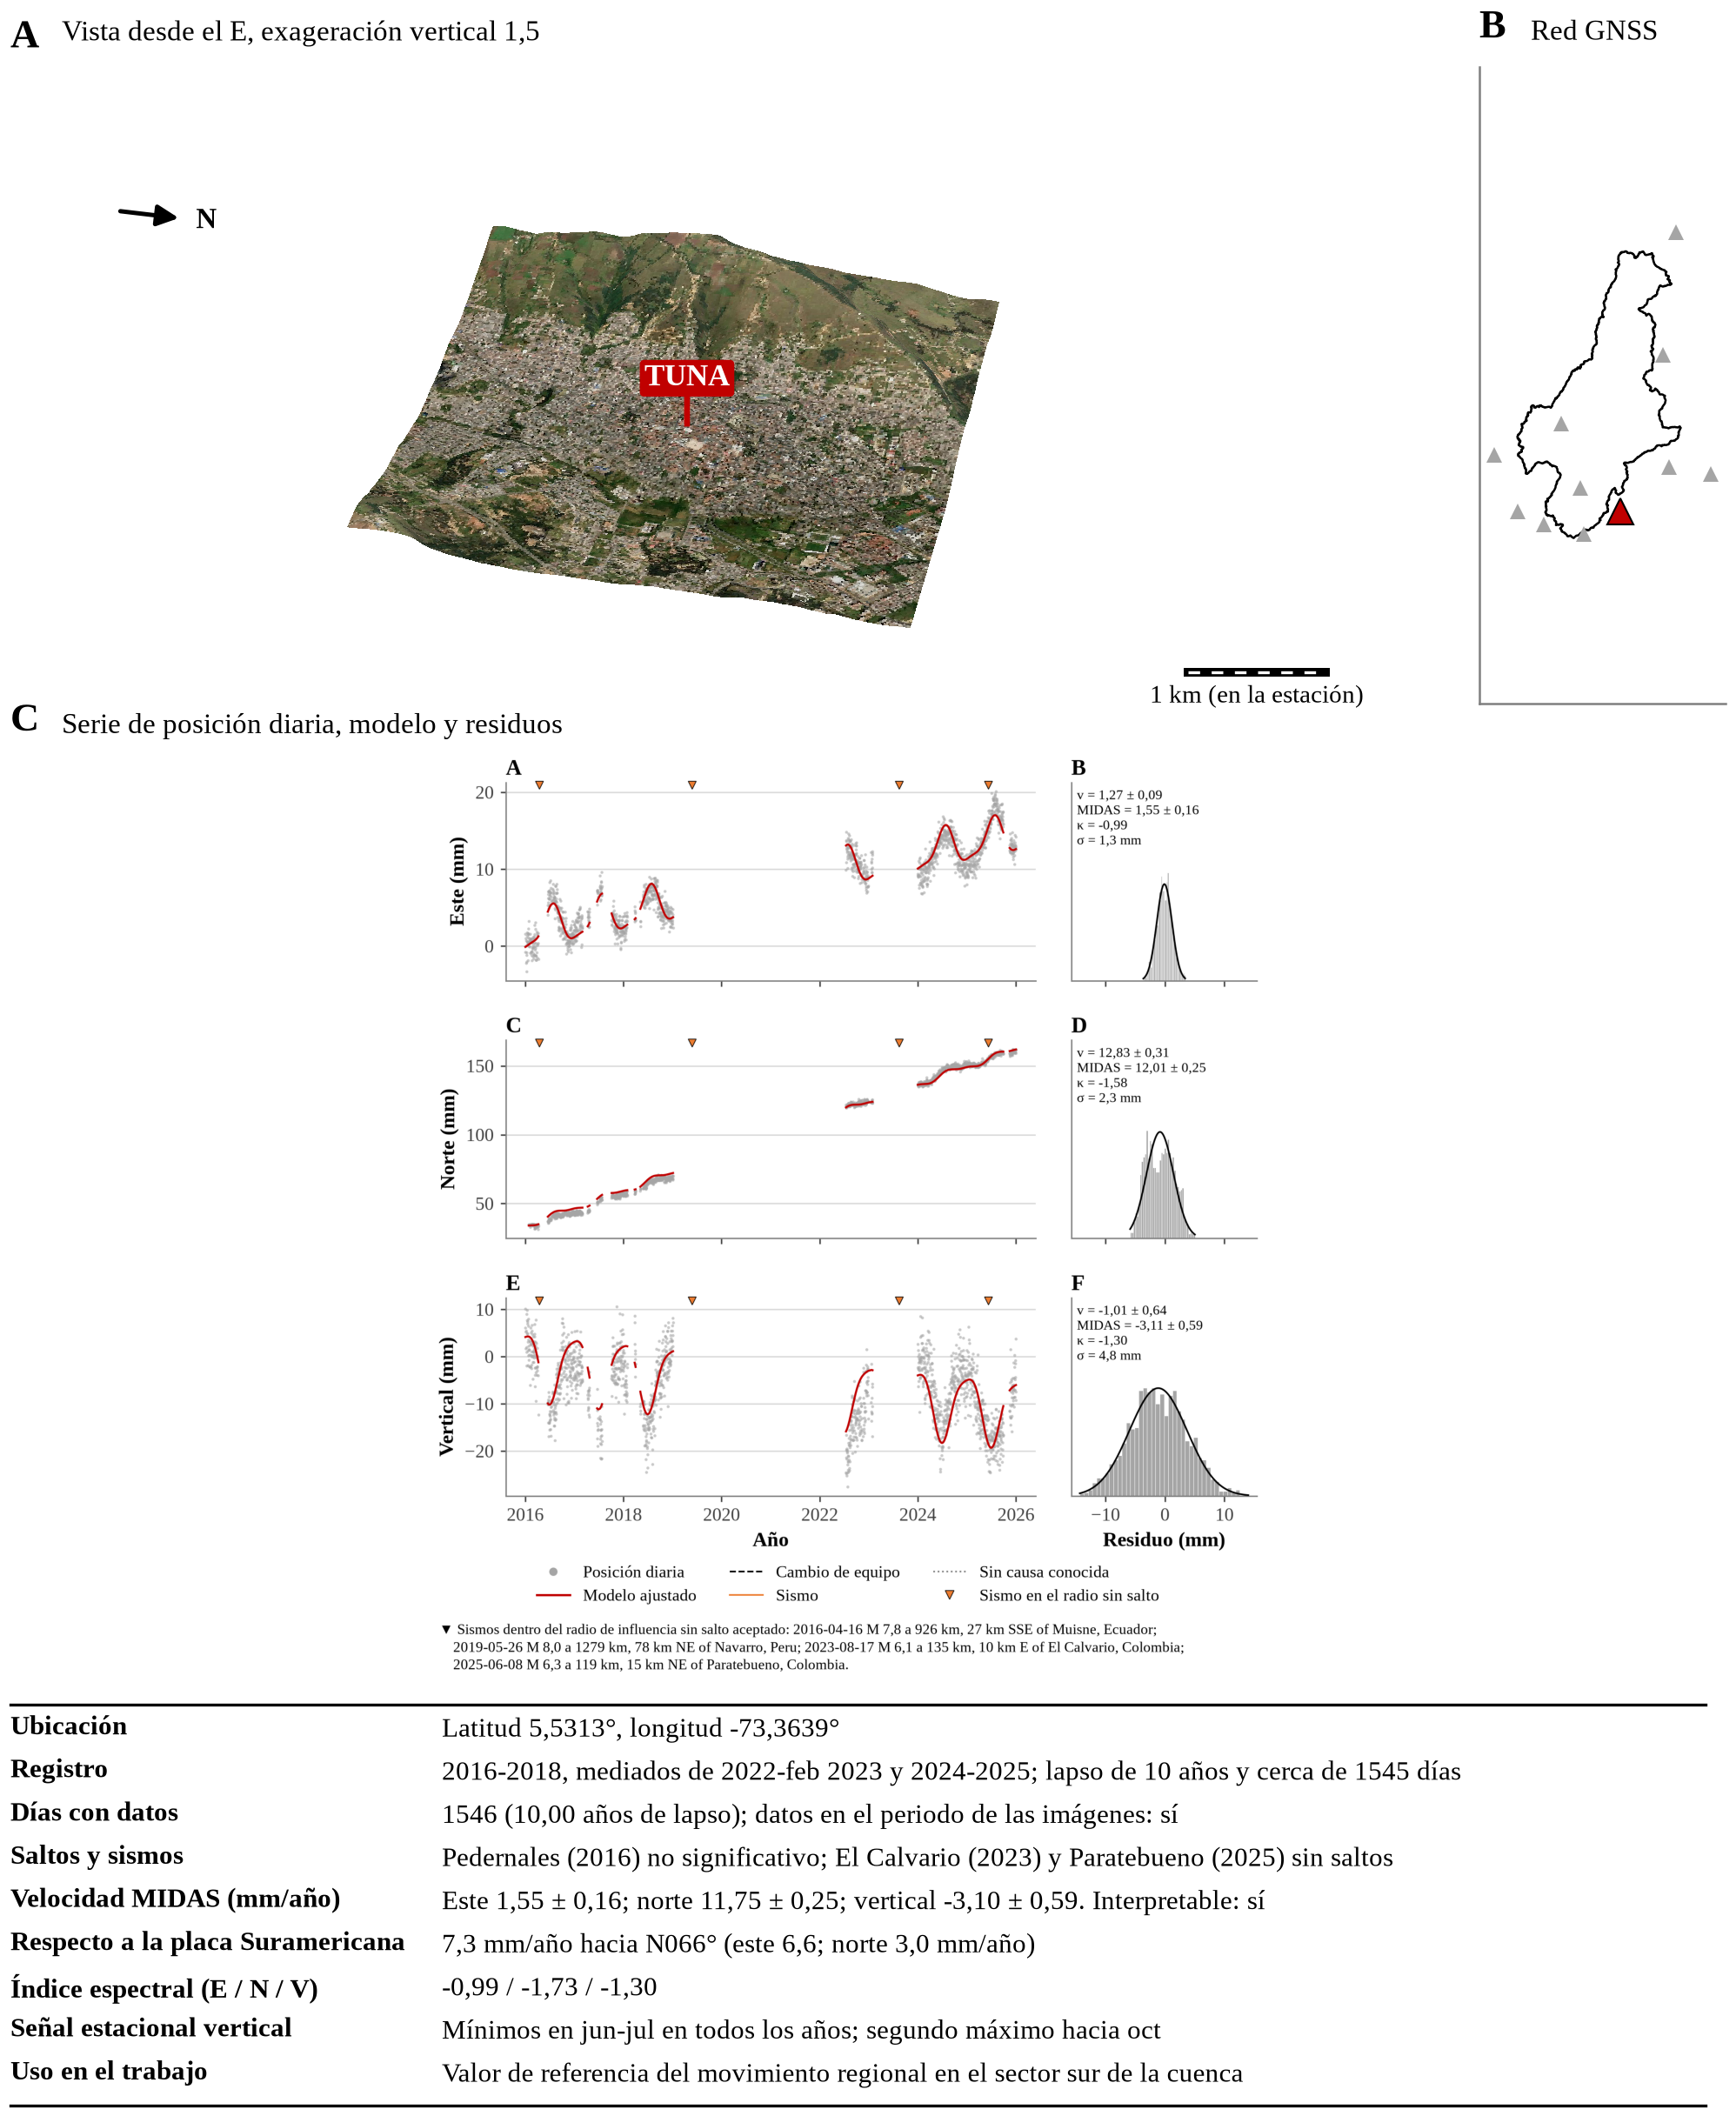 A Vista desde el E, exageración vertical 1,5
B Red GNSS
N
TUNA
1 km (en la estación)
C Serie de posición diaria, modelo y residuos
A
Este (mm)
20
10
0
B
v = 1,27 ± 0,09
MIDAS = 1,55 ± 0,16
κ = -0,99
σ = 1,3 mm
C
Norte (mm)
150
100
50
D
v = 12,83 ± 0,31
MIDAS = 12,01 ± 0,25
κ = -1,58
σ = 2,3 mm
E
Vertical (mm)
10
0
−10
−20
2016 2018 2020 2022 2024 2026
Año
F
v = -1,01 ± 0,64
MIDAS = -3,11 ± 0,59
κ = -1,30
σ = 4,8 mm
−10 0 10
Residuo (mm)
Posición diaria Cambio de equipo Sin causa conocida
Modelo ajustado Sismo Sismo en el radio sin salto
▼ Sismos dentro del radio de influencia sin salto aceptado: 2016-04-16 M 7,8 a 926 km, 27 km SSE of Muisne, Ecuador;
2019-05-26 M 8,0 a 1279 km, 78 km NE of Navarro, Peru; 2023-08-17 M 6,1 a 135 km, 10 km E of El Calvario, Colombia;
2025-06-08 M 6,3 a 119 km, 15 km NE of Paratebueno, Colombia.
Ubicación Latitud 5,5313°, longitud -73,3639°
Registro 2016-2018, mediados de 2022-feb 2023 y 2024-2025; lapso de 10 años y cerca de 1545 días
Días con datos 1546 (10,00 años de lapso); datos en el periodo de las imágenes: sí
Saltos y sismos Pedernales (2016) no significativo; El Calvario (2023) y Paratebueno (2025) sin saltos
Velocidad MIDAS (mm/año) Este 1,55 ± 0,16; norte 11,75 ± 0,25; vertical -3,10 ± 0,59. Interpretable: sí
Respecto a la placa Suramericana 7,3 mm/año hacia N066° (este 6,6; norte 3,0 mm/año)
Índice espectral (E / N / V) -0,99 / -1,73 / -1,30
Señal estacional vertical Mínimos en jun-jul en todos los años; segundo máximo hacia oct
Uso en el trabajo Valor de referencia del movimiento regional en el sector sur de la cuenca